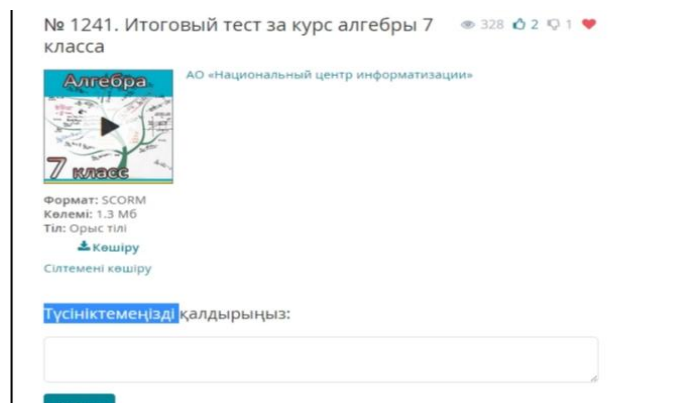 № 1241. Итоговый тест за курс алгебры 7 класса
328 2 1
Алгебра
7 класс
АО «Национальный центр информатизации»
Формат: SCORM
Көлемі: 1.3 Мб
Тіл: Орыс тілі
Көшіру
Сілтемені көшіру
Түсініктемеңізді қалдырыңыз: